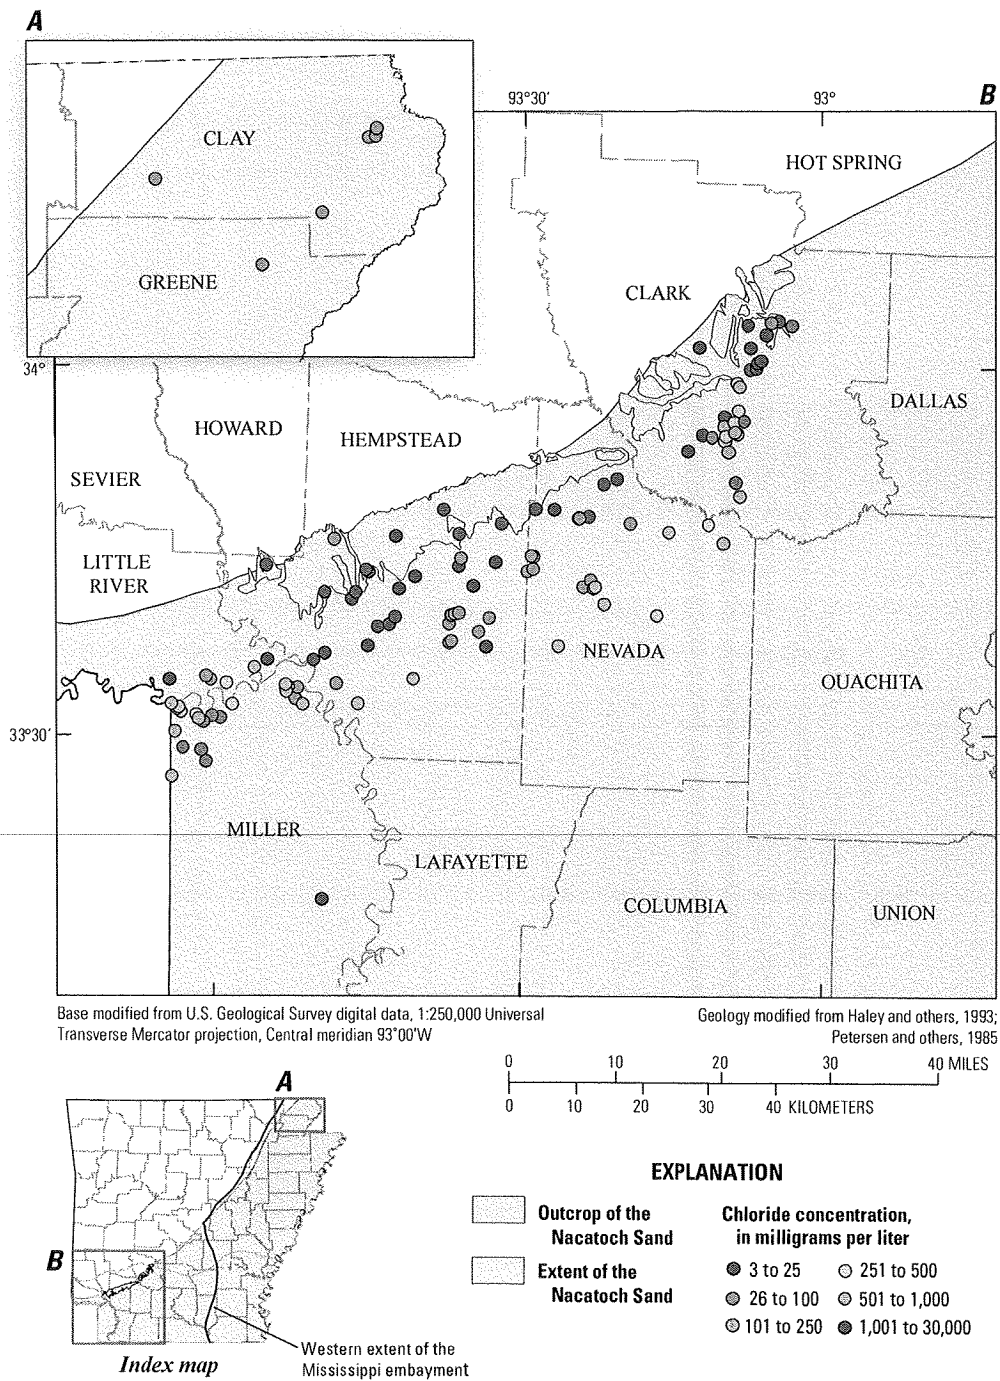 A
B
93°30′
93°
HOT SPRING
CLAY
GREENE
CLARK
34°
DALLAS
HOWARD
HEMPSTEAD
SEVIER
LITTLE
RIVER
NEVADA
OUACHITA
33°30′
MILLER
LAFAYETTE
COLUMBIA
UNION
Base modified from U.S. Geological Survey digital data, 1:250,000 Universal
Transverse Mercator projection, Central meridian 93°00'W
Geology modified from Haley and others, 1993;
Petersen and others, 1985
0 10 20 30 40 MILES
0 10 20 30 40 KILOMETERS
A
B
Index map
Western extent of the
Mississippi embayment
EXPLANATION
Outcrop of the
Nacatoch Sand
Extent of the
Nacatoch Sand
Chloride concentration,
in milligrams per liter
3 to 25
26 to 100
101 to 250
251 to 500
501 to 1,000
1,001 to 30,000